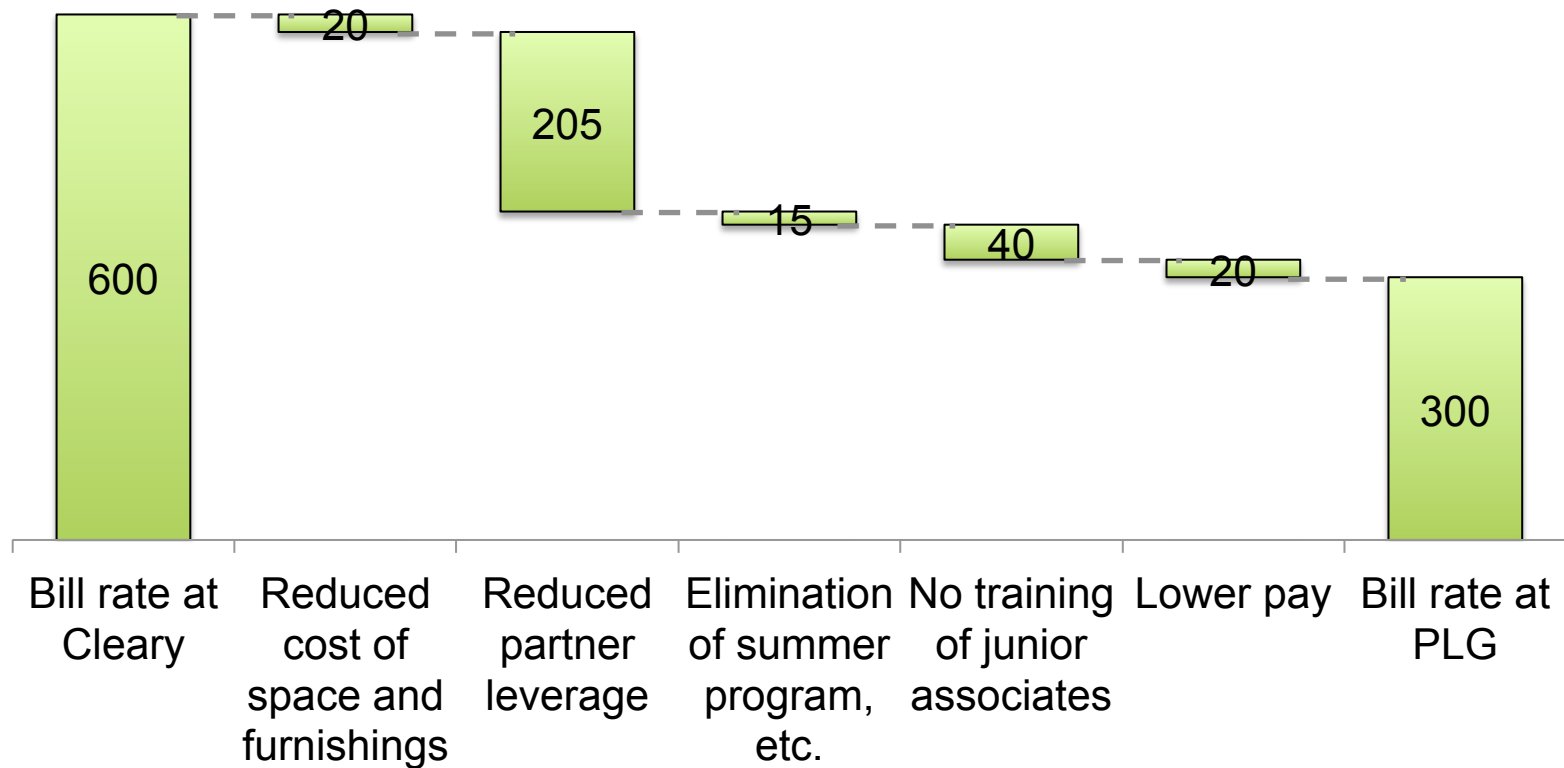 20
205
15
40
20
600
300
Bill rate at
Cleary
Reduced
cost of
space and
furnishings
Reduced
partner
leverage
Elimination
of summer
program,
etc.
No training
of junior
associates
Lower pay
Bill rate at
PLG